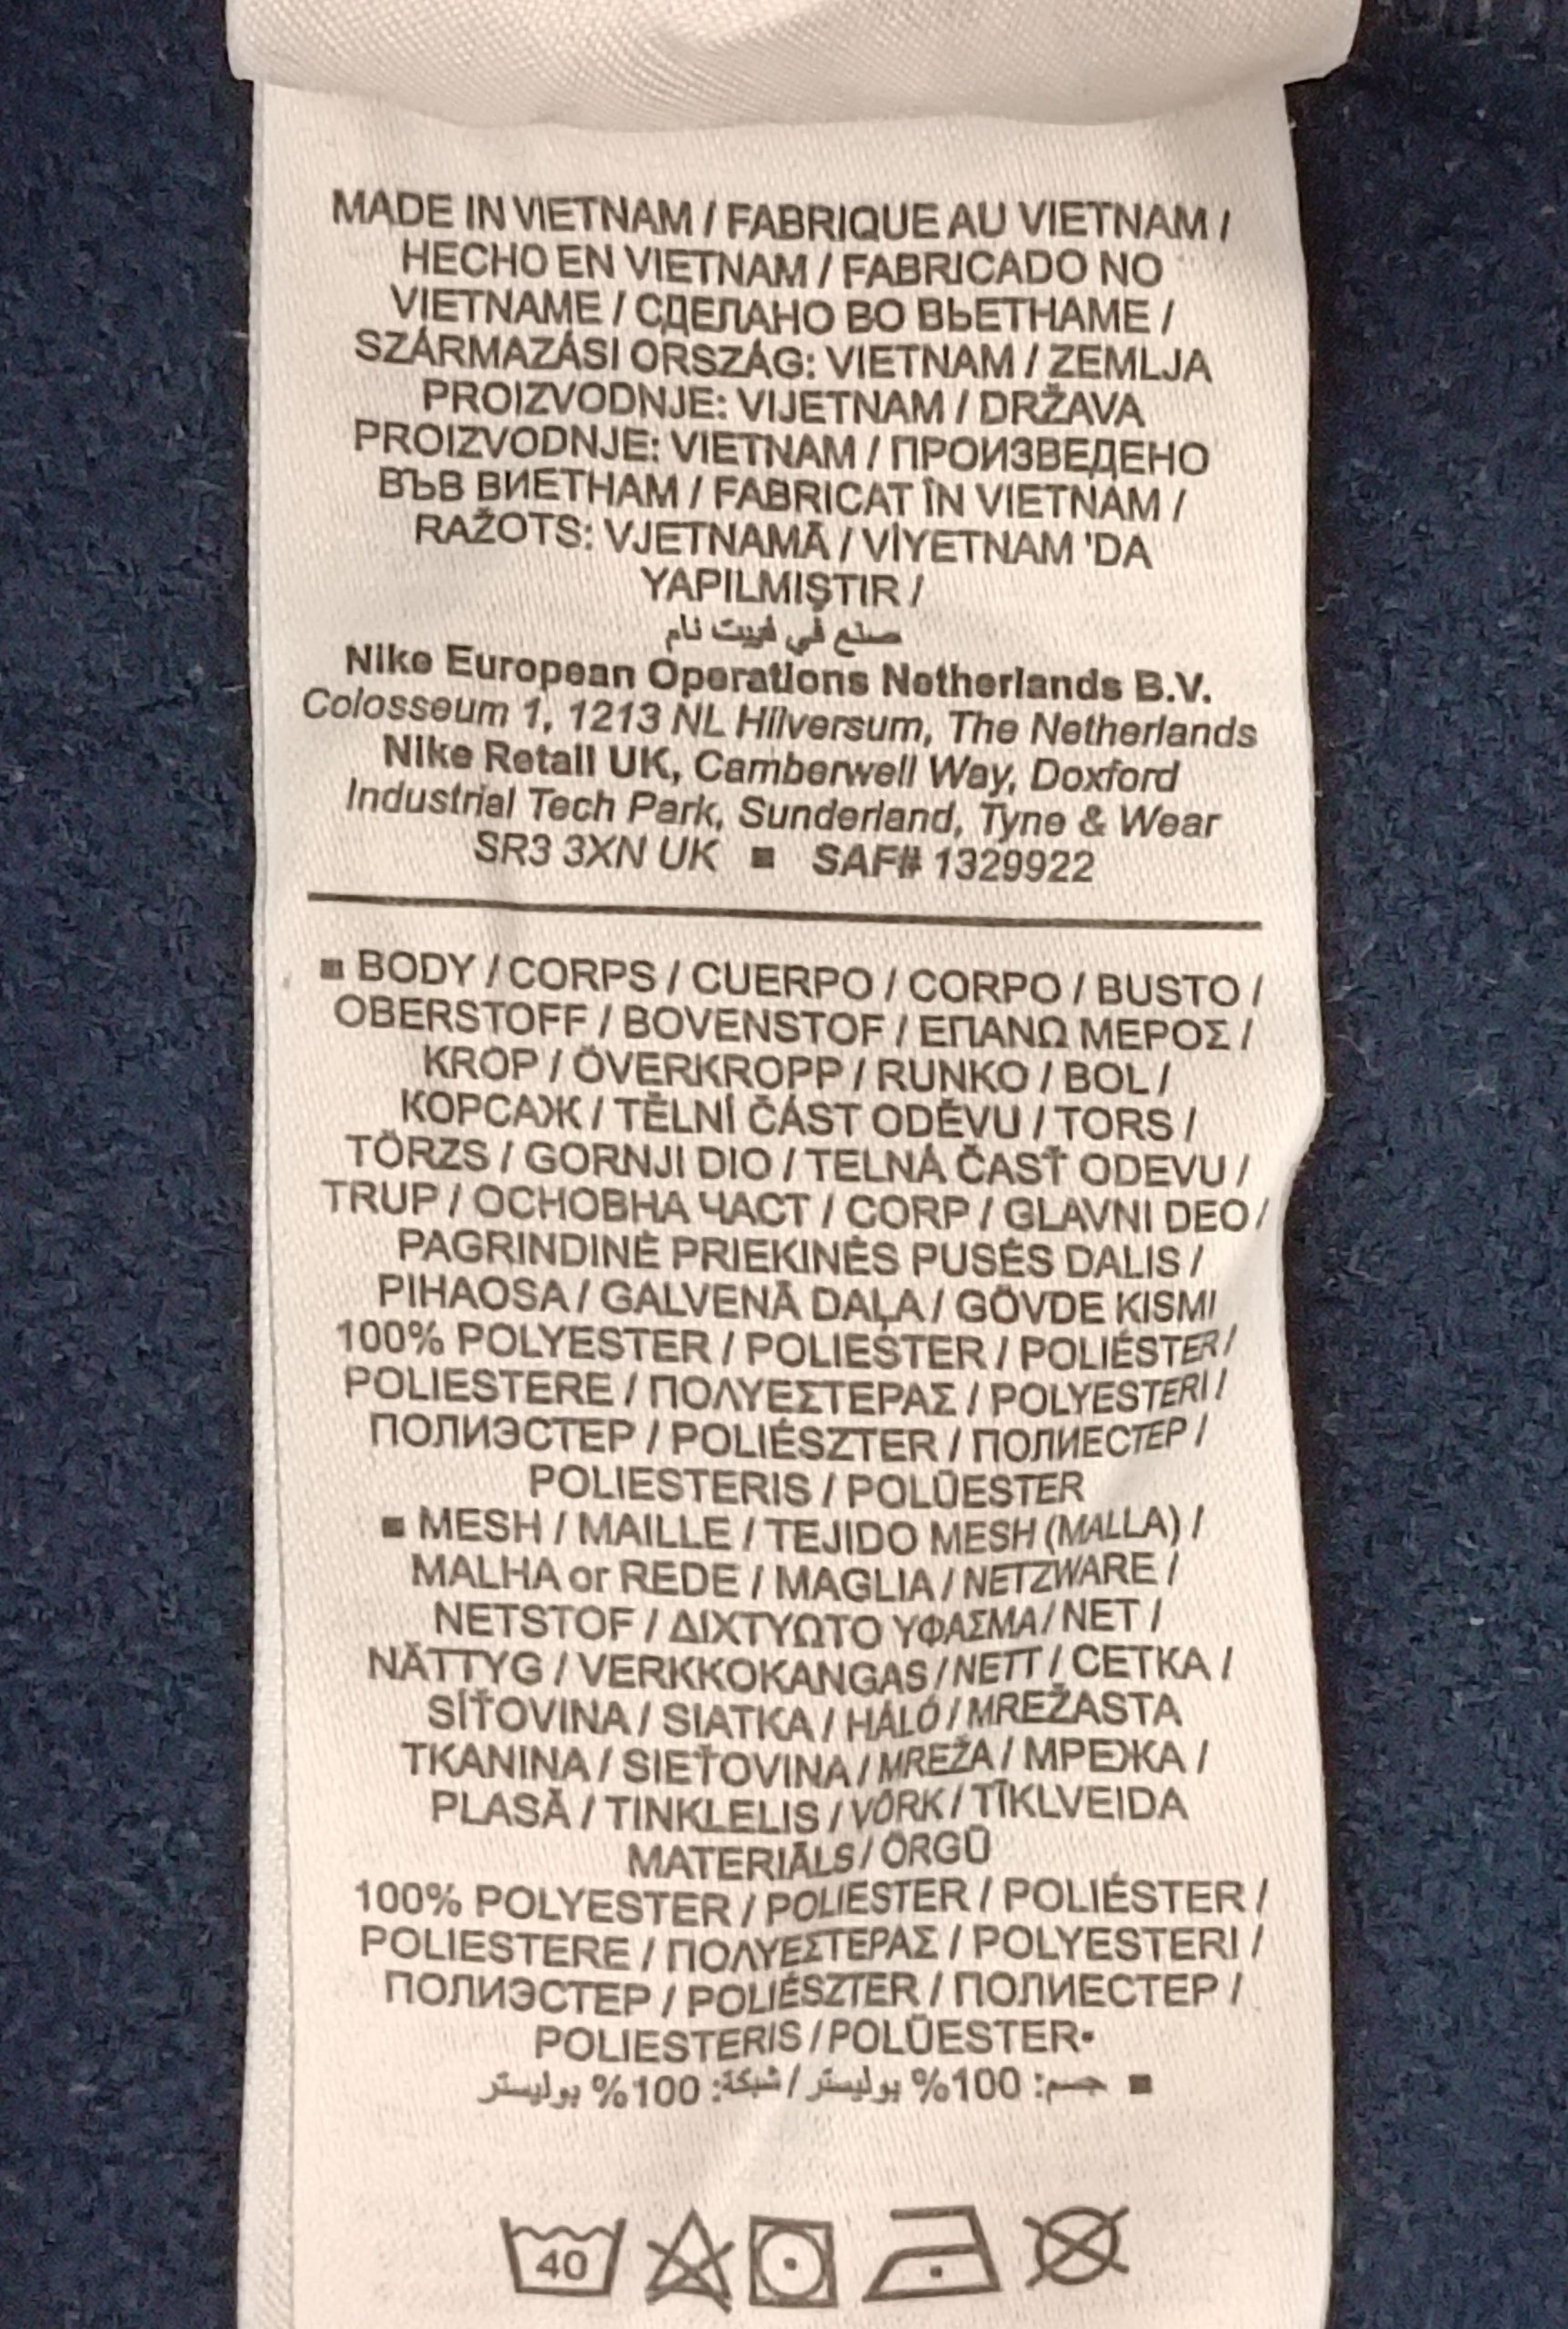 MADE IN VIETNAM / FABRIQUE AU VIETNAM /
HECHO EN VIETNAM / FABRICADO NO
VIETNAME / СДЕЛАНО ВО ВЬЕТНАМЕ /
SZÁRMAZÁSI ORSZÁG: VIETNAM / ZEMLJA
PROIZVODNJE: VIJETNAM / DRŽAVA
PROIZVODNJE: VIETNAM / ПРОИЗВЕДЕНО
ВЪВ ВИЕТНАМ / FABRICAT ÎN VIETNAM /
RAŽOTS: VJETNAMĀ / VİYETNAM 'DA
YAPILMIŞTIR /
صنع في فييت نام
Nike European Operations Netherlands B.V.
Colosseum 1, 1213 NL Hilversum, The Netherlands
Nike Retail UK, Camberwell Way, Doxford
Industrial Tech Park, Sunderland, Tyne & Wear
SR3 3XN UK ■ SAF# 1329922
■ BODY / CORPS / CUERPO / CORPO / BUSTO /
OBERSTOFF / BOVENSTOF / ΕΠΑΝΩ ΜΕΡΟΣ /
KROP / ÖVERKROPP / RUNKO / BOL /
КОРСАЖ / TĚLNÍ ČÁST ODĚVU / TORS /
TÖRZS / GORNJI DIO / TELNÁ ČASŤ ODEVU /
TRUP / ОСНОВНА ЧАСТ / CORP / GLAVNI DEO /
PAGRINDINĖ PRIEKINĖS PUSĖS DALIS /
PIHAOSA / GALVENĀ DAĻA / GÖVDE KISMI
100% POLYESTER / POLIESTER / POLIÉSTER /
POLIESTERE / ΠΟΛΥΕΣΤΕΡΑΣ / POLYESTERI /
ПОЛИЭСТЕР / POLIÉSZTER / ПОЛИЕСТЕР /
POLIESTERIS / POLÜESTER
■ MESH / MAILLE / TEJIDO MESH (MALLA) /
MALHA or REDE / MAGLIA / NETZWARE /
NETSTOF / ΔΙΧΤΥΩΤΟ ΥΦΑΣΜΑ / NET /
NÄTTYG / VERKKOKANGAS / NETT / СЕТКА /
SÍŤOVINA / SIATKA / HÁLÓ / MREŽASTA
TKANINA / SIEŤOVINA / MREŽA / МРЕЖА /
PLASĂ / TINKLELIS / VÕRK / TĪKLVEIDA
MATERIĀLS / ÖRGÜ
100% POLYESTER / POLIESTER / POLIÉSTER /
POLIESTERE / ΠΟΛΥΕΣΤΕΡΑΣ / POLYESTERI /
ПОЛИЭСТЕР / POLIÉSZTER / ПОЛИЕСТЕР /
POLIESTERIS / POLÜESTER•
■ جسم: 100% بوليستر / شبكة: 100% بوليستر
40